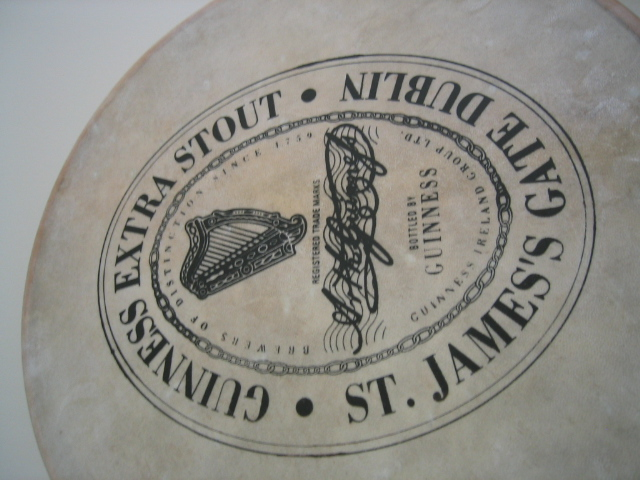 GUINNESS EXTRA STOUT
BREWERS OF DISTINCTION SINCE 1759
REGISTERED TRADE MARKS
BOTTLED BY
GUINNESS
GUINNESS IRELAND GROUP LTD.
ST. JAMES'S GATE DUBLIN